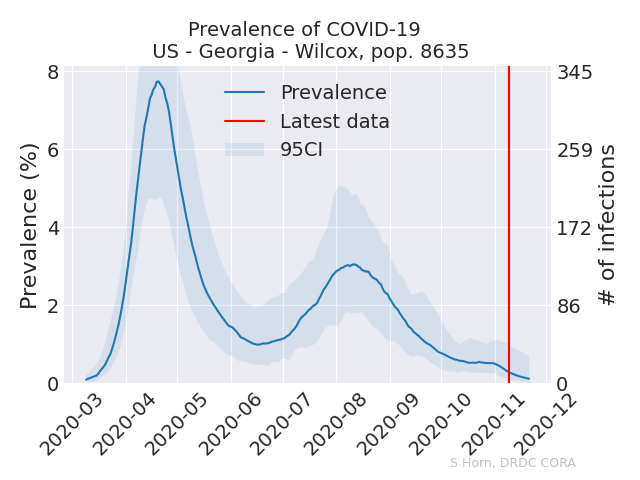 Prevalence of COVID-19
US - Georgia - Wilcox, pop. 8635
Prevalence
Latest data
95CI
Prevalence (%)
8
6
4
2
0
# of infections
345
259
172
86
0
2020-03
2020-04
2020-05
2020-06
2020-07
2020-08
2020-09
2020-10
2020-11
2020-12
S Horn, DRDC CORA